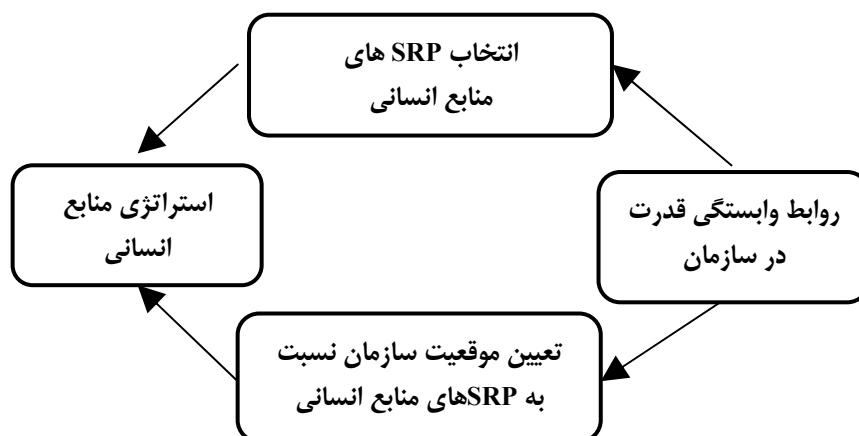 انتخاب SRP های
منابع انسانی
روابط وابستگی قدرت
در سازمان
استراتژی منابع
انسانی
تعیین موقعیت سازمان نسبت
به SRPهای منابع انسانی